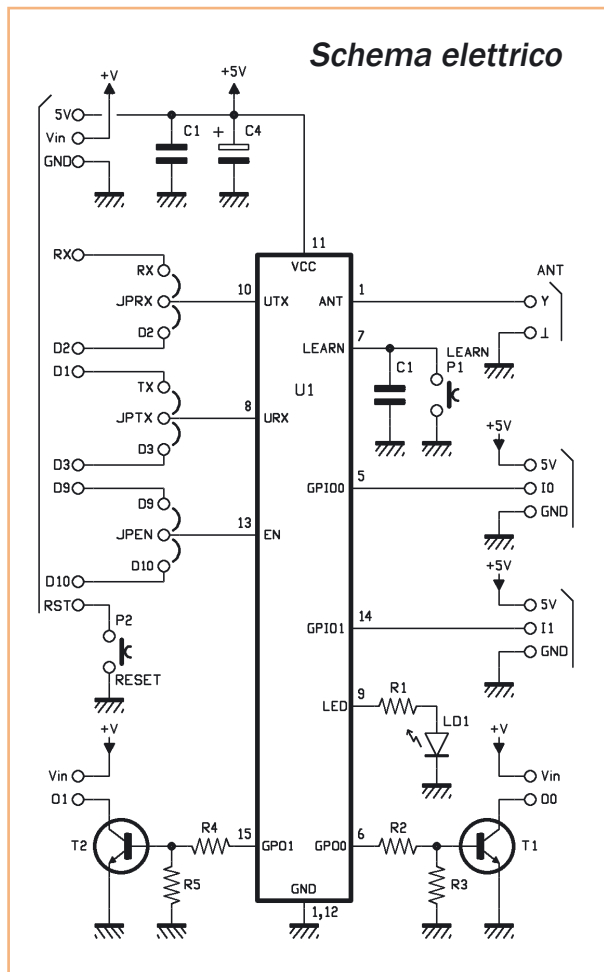 Schema elettrico
+V
+5V
5V
C1
+
C4
Vin
GND
11
VCC
RX
RX
10
UTX
ANT
1
ANT
Y
JPRX
D2
D2
LEARN
7
LEARN
P1
C1
⊥
D1
TX
U1
8
URX
JPTX
D3
D3
+5V
5V
GPIO0
5
I0
GND
D9
D9
13
EN
JPEN
D10
D10
+5V
5V
RST
P2
RESET
GPIO1
14
I1
GND
LED
9
R1
LD1
+V
+V
Vin
O1
Vin
O0
T2
R4
15
GPO1
GPO0
6
R2
T1
R5
R3
GND
1,12